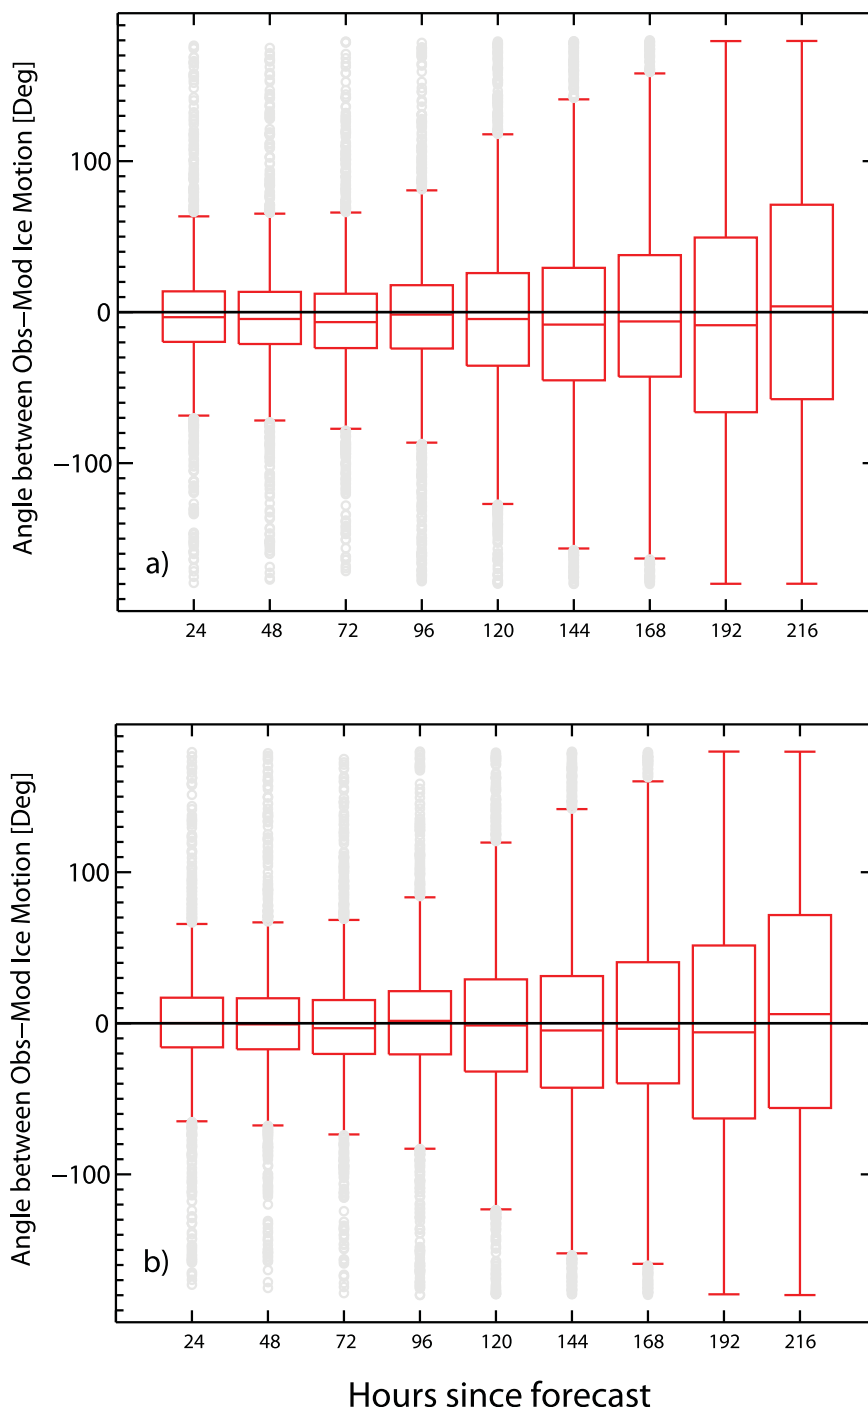 Angle between Obs−Mod Ice Motion [Deg]
100
0
−100
a)
24 48 72 96 120 144 168 192 216
Angle between Obs−Mod Ice Motion [Deg]
100
0
−100
b)
24 48 72 96 120 144 168 192 216
Hours since forecast